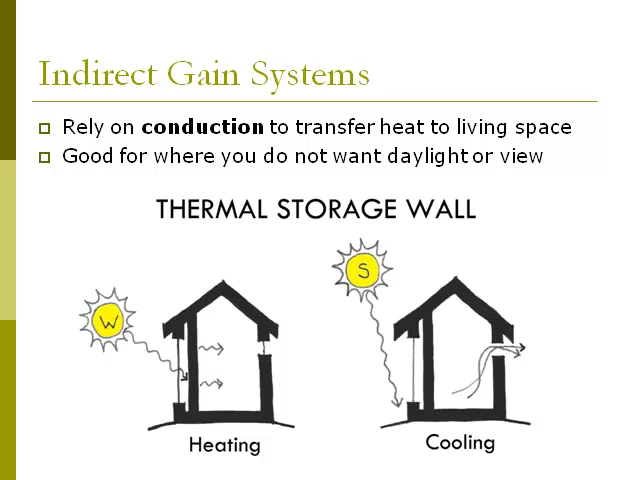 Indirect Gain Systems
Rely on conduction to transfer heat to living space
Good for where you do not want daylight or view
THERMAL STORAGE WALL
S
W
Heating
Cooling